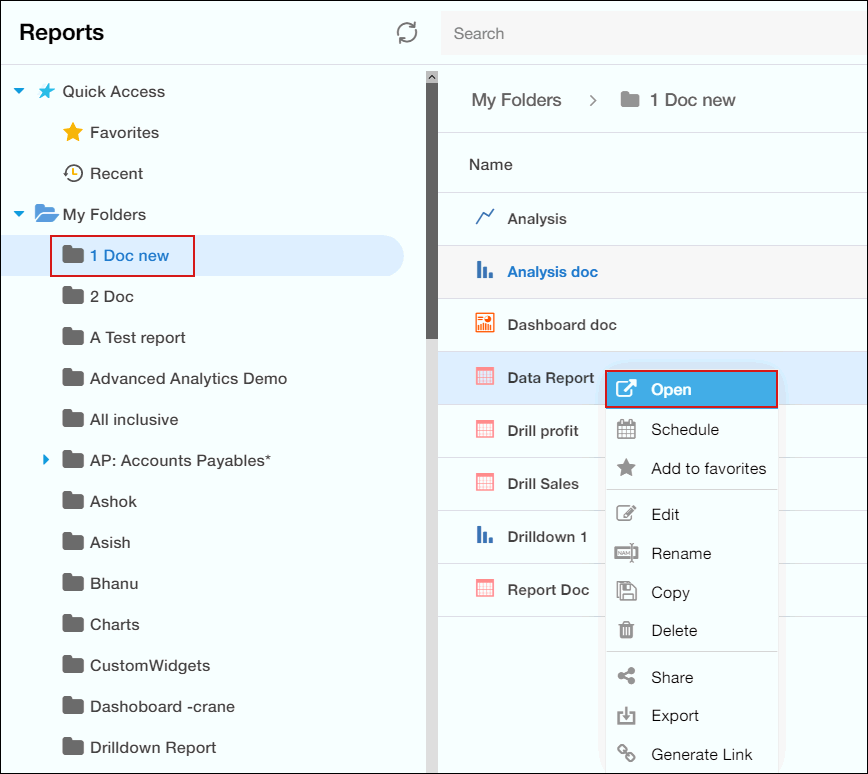 Reports
Search
Quick Access
Favorites
Recent
My Folders
1 Doc new
2 Doc
A Test report
Advanced Analytics Demo
All inclusive
AP: Accounts Payables*
Ashok
Asish
Bhanu
Charts
CustomWidgets
Dashoboard -crane
Drilldown Report
My Folders > 1 Doc new
Name
Analysis
Analysis doc
Dashboard doc
Data Report
Drill profit
Drill Sales
Drilldown 1
Report Doc
Open
Schedule
Add to favorites
Edit
Rename
Copy
Delete
Share
Export
Generate Link